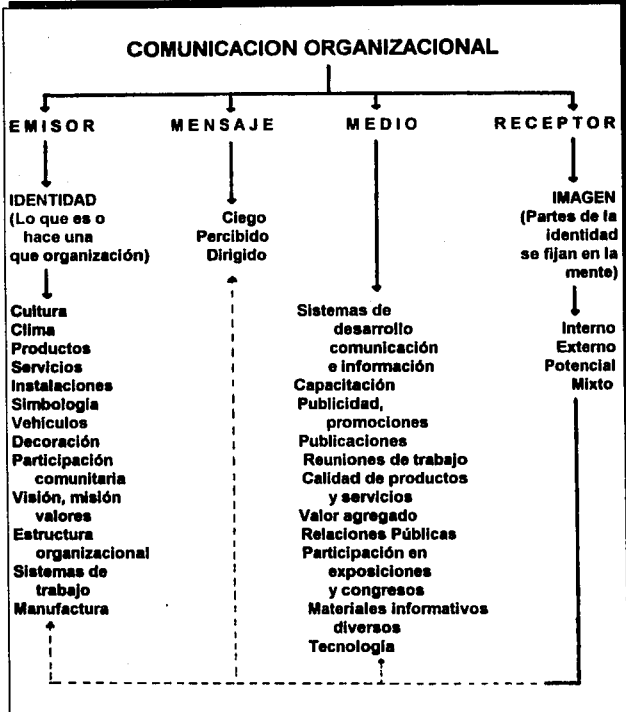 COMUNICACION ORGANIZACIONAL
EMISOR
MENSAJE
MEDIO
RECEPTOR
IDENTIDAD
(Lo que es o
hace una
que organización)
Cultura
Clima
Productos
Servicios
Instalaciones
Simbología
Vehículos
Decoración
Participación
comunitaria
Visión, misión
valores
Estructura
organizacional
Sistemas de
trabajo
Manufactura
Ciego
Percibido
Dirigido
Sistemas de
desarrollo
comunicación
e información
Capacitación
Publicidad,
promociones
Publicaciones
Reuniones de trabajo
Calidad de productos
y servicios
Valor agregado
Relaciones Públicas
Participación en
exposiciones
y congresos
Materiales informativos
diversos
Tecnología
IMAGEN
(Partes de la
identidad
se fijan en la
mente)
Interno
Externo
Potencial
Mixto